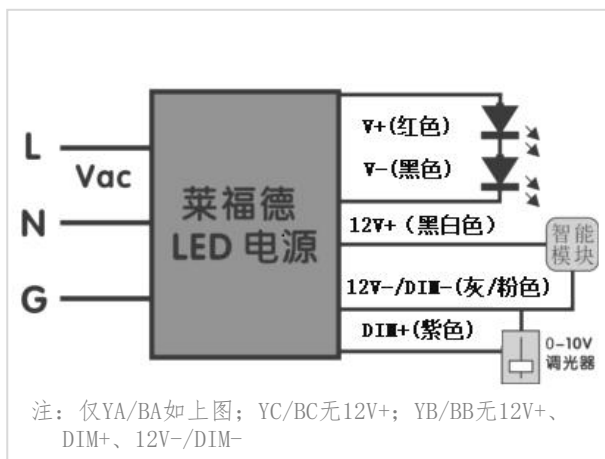 L
Vac
N
G
莱福德
LED 电源
V+(红色)
V-(黑色)
12V+（黑白色）
智能
模块
12V-/DIM-(灰/粉色)
DIM+(紫色)
0-10V
调光器
注：仅YA/BA如上图；YC/BC无12V+；YB/BB无12V+、
DIM+、12V-/DIM-